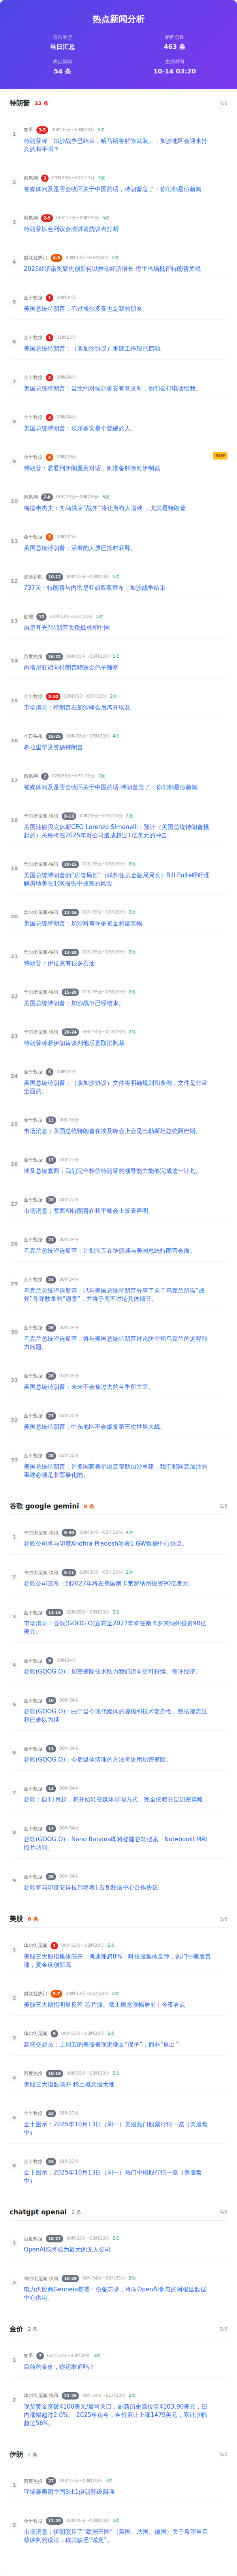 热点新闻分析
报告类型
新闻总数
当日汇总
463 条
热点新闻
生成时间
54 条
10-14 03:20
特朗普 33 条
1/6
1
知乎 3-5 00时33分~03时20分 5次
特朗普称「加沙战争已结束，哈马斯将解除武装」，加沙地区会迎来持
久的和平吗？
2
凤凰网 3 00时33分~01时23分 3次
被媒体问及是否会收回关于中国的话，特朗普急了：你们都是假新闻
3
凤凰网 2-9 00时33分~03时20分 5次
特朗普以色列议会演讲遭抗议者打断
4
财联社热门 4-9 00时33分~03时20分 5次
2025经济诺奖聚焦创新何以推动经济增长 得主当场批评特朗普关税
5
金十数据 1 00时34分
美国总统特朗普：不过埃尔多安也是我的朋友。
6
金十数据 1 01时23分
美国总统特朗普：（谈加沙协议）重建工作现已启动。
7
金十数据 2 00时34分
美国总统特朗普：当北约对埃尔多安有意见时，他们会打电话给我。
8
金十数据 3 00时34分
美国总统特朗普：埃尔多安是个强硬的人。
9
金十数据 4 03时20分
NEW
特朗普：若看到伊朗愿意对话，则准备解除对伊制裁
10
凤凰网 7-8 00时33分~03时20分 5次
梅德韦杰夫：向乌供应“战斧”将让所有人遭殃 ，尤其是特朗普
11
金十数据 5 00时34分
美国总统特朗普：活着的人质已按时获释。
12
澎湃新闻 10-12 00时33分~03时20分 5次
737天！特朗普与内塔尼亚胡双双宣布：加沙战争结束
13
贴吧 12 00时33分~03时20分 5次
自扇耳光?特朗普关税战求和中国
14
百度热搜 16-22 00时33分~03时20分 5次
内塔尼亚胡向特朗普赠送金鸽子雕塑
15
金十数据 2-10 02时35分~03时20分 2次
市场消息：特朗普在加沙峰会后离开埃及。
16
今日头条 15-25 00时33分~03时20分 4次
希拉里罕见赞扬特朗普
17
凤凰网 7 02时35分~03时20分 2次
被媒体问及是否会收回关于中国的话 特朗普急了：你们都是假新闻
18
华尔街见闻-快讯 8-13 02时35分~03时20分 2次
美国油服贝克休斯CEO Lorenzo Simonelli：预计（美国总统特朗普挑
起的）关税将在2025年对公司造成超过1亿美元的冲击。
19
华尔街见闻-快讯 10-15 02时35分~03时20分 2次
美国总统特朗普的“房管局长”（联邦住房金融局局长）Bill Pulte呼吁理
解房地美在10K报告中披露的风险。
20
华尔街见闻-快讯 11-16 02时35分~03时20分 2次
美国总统特朗普：加沙将有许多资金和建筑物。
21
华尔街见闻-快讯 13-18 02时35分~03时20分 2次
特朗普：伊拉克有很多石油
22
华尔街见闻-快讯 15-20 02时35分~03时20分 2次
美国总统特朗普：加沙战争已经结束。
23
华尔街见闻-快讯 20-24 00时34分~01时23分 2次
特朗普称若伊朗肯谈判他乐意取消制裁
24
金十数据 6 00时34分
美国总统特朗普：（谈加沙协议）文件将明确规则和条例，文件是非常
全面的。
25
金十数据 13 00时34分
市场消息：美国总统特朗普在埃及峰会上会见巴勒斯坦总统阿巴斯。
26
金十数据 17 01时23分
埃及总统塞西：我们完全相信特朗普的领导能力能够完成这一计划。
27
金十数据 20 01时23分
市场消息：塞西和特朗普在和平峰会上发表声明。
28
金十数据 21 00时34分
乌克兰总统泽连斯基：计划周五在华盛顿与美国总统特朗普会面。
29
金十数据 24 00时34分
乌克兰总统泽连斯基：已与美国总统特朗普分享了关于乌克兰所需“战
斧”导弹数量的“愿景”，并将于周五讨论具体细节。
30
金十数据 26 00时34分
乌克兰总统泽连斯基：将与美国总统特朗普讨论防空和乌克兰的远程能
力问题。
31
金十数据 26 02时35分
美国总统特朗普：未来不会被过去的斗争所主宰。
32
金十数据 27 02时35分
美国总统特朗普：中东地区不会爆发第三次世界大战。
33
金十数据 28 02时35分
美国总统特朗普：许多国家表示愿意帮助加沙重建，我们都同意加沙的
重建必须是非军事化的。
谷歌 google gemini 9 条
2/6
1
华尔街见闻-快讯 6-30 00时34分~03时20分 4次
谷歌公司将与印度Andhra Pradesh签署1 GW数据中心协议。
2
华尔街见闻-快讯 6-11 02时35分~03时20分 2次
谷歌公司宣布：到2027年将在美国南卡莱罗纳州投资90亿美元。
3
金十数据 11-19 02时35分~03时20分 2次
市场消息：谷歌(GOOG.O)宣布至2027年将在南卡罗来纳州投资90亿
美元。
4
金十数据 9 00时34分
谷歌(GOOG.O)：加密擦除技术助力我们迈向更可持续、循环经济。
5
金十数据 10 00时34分
谷歌(GOOG.O)：由于当今现代媒体的规模和技术复杂性，数据覆盖过
程已难以为继。
6
金十数据 11 00时34分
谷歌(GOOG.O)：今后媒体清理的方法将采用加密擦除。
7
金十数据 12 00时34分
谷歌：自11月起，将开始转变媒体清理方式，完全依赖分层加密策略。
8
金十数据 17 00时34分
谷歌(GOOG.O)：Nano Banana即将登陆谷歌搜索、NotebookLM和
照片功能。
9
金十数据 28 00时34分
谷歌将与印度安得拉邦签署1吉瓦数据中心合作协议。
美股 6 条
3/6
1
华尔街见闻 1 00时33分~03时20分 5次
美股三大股指集体高开，博通涨超8%，科技股集体反弹，热门中概股普
涨，黄金续创新高
2
财联社热门 5-7 00时33分~03时20分 5次
美股三大期指明显反弹 芯片股、稀土概念涨幅居前 | 今夜看点
3
华尔街见闻 9 00时33分~03时20分 5次
高盛交易员：上周五的美股表现更像是“保护”，而非“退出”
4
百度热搜 10-19 00时33分~03时20分 5次
美股三大指数高开 稀土概念股大涨
5
金十数据 23 01时23分
金十图示：2025年10月13日（周一）美股热门股票行情一览（美股盘
中）
6
金十数据 24 01时23分
金十图示：2025年10月13日（周一）热门中概股行情一览（美股盘
中）
chatgpt openai 2 条
4/6
1
百度热搜 18-27 00时33分~03时20分 5次
OpenAI或将成为最大的无人公司
2
华尔街见闻-快讯 10-29 00时34分~02时35分 3次
电力供应商Genneia签署一份备忘录，将向OpenAI参与的阿根廷数据
中心供电。
金价 2 条
5/6
1
知乎 7 02时35分~03时20分 2次
目前的金价，你还敢追吗？
2
华尔街见闻-快讯 21-25 00时34分~01时23分 2次
现货黄金突破4100美元/盎司关口，刷新历史高位至4103.90美元，日
内涨幅超过2.0%。 2025年迄今，金价累计上涨1479美元，累计涨幅
超过56%。
伊朗 2 条
6/6
1
百度热搜 27 01时23分~03时20分 3次
亚锦赛男团中国3比1伊朗晋级四强
2
金十数据 12-20 02时35分~03时20分 2次
市场消息：伊朗驳斥了“欧洲三国”（英国、法国、德国）关于希望重启
核谈判的说法，称其缺乏“诚意”。